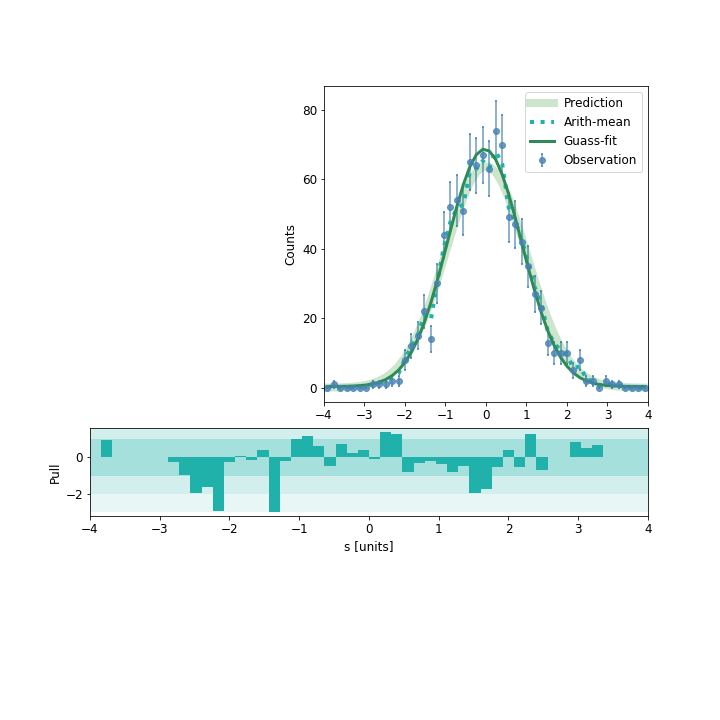 80
60
40
20
0
Counts
Prediction
Arith-mean
Guass-fit
Observation
−4 −3 −2 −1 0 1 2 3 4
0
−2
Pull
−4 −3 −2 −1 0 1 2 3 4
s [units]